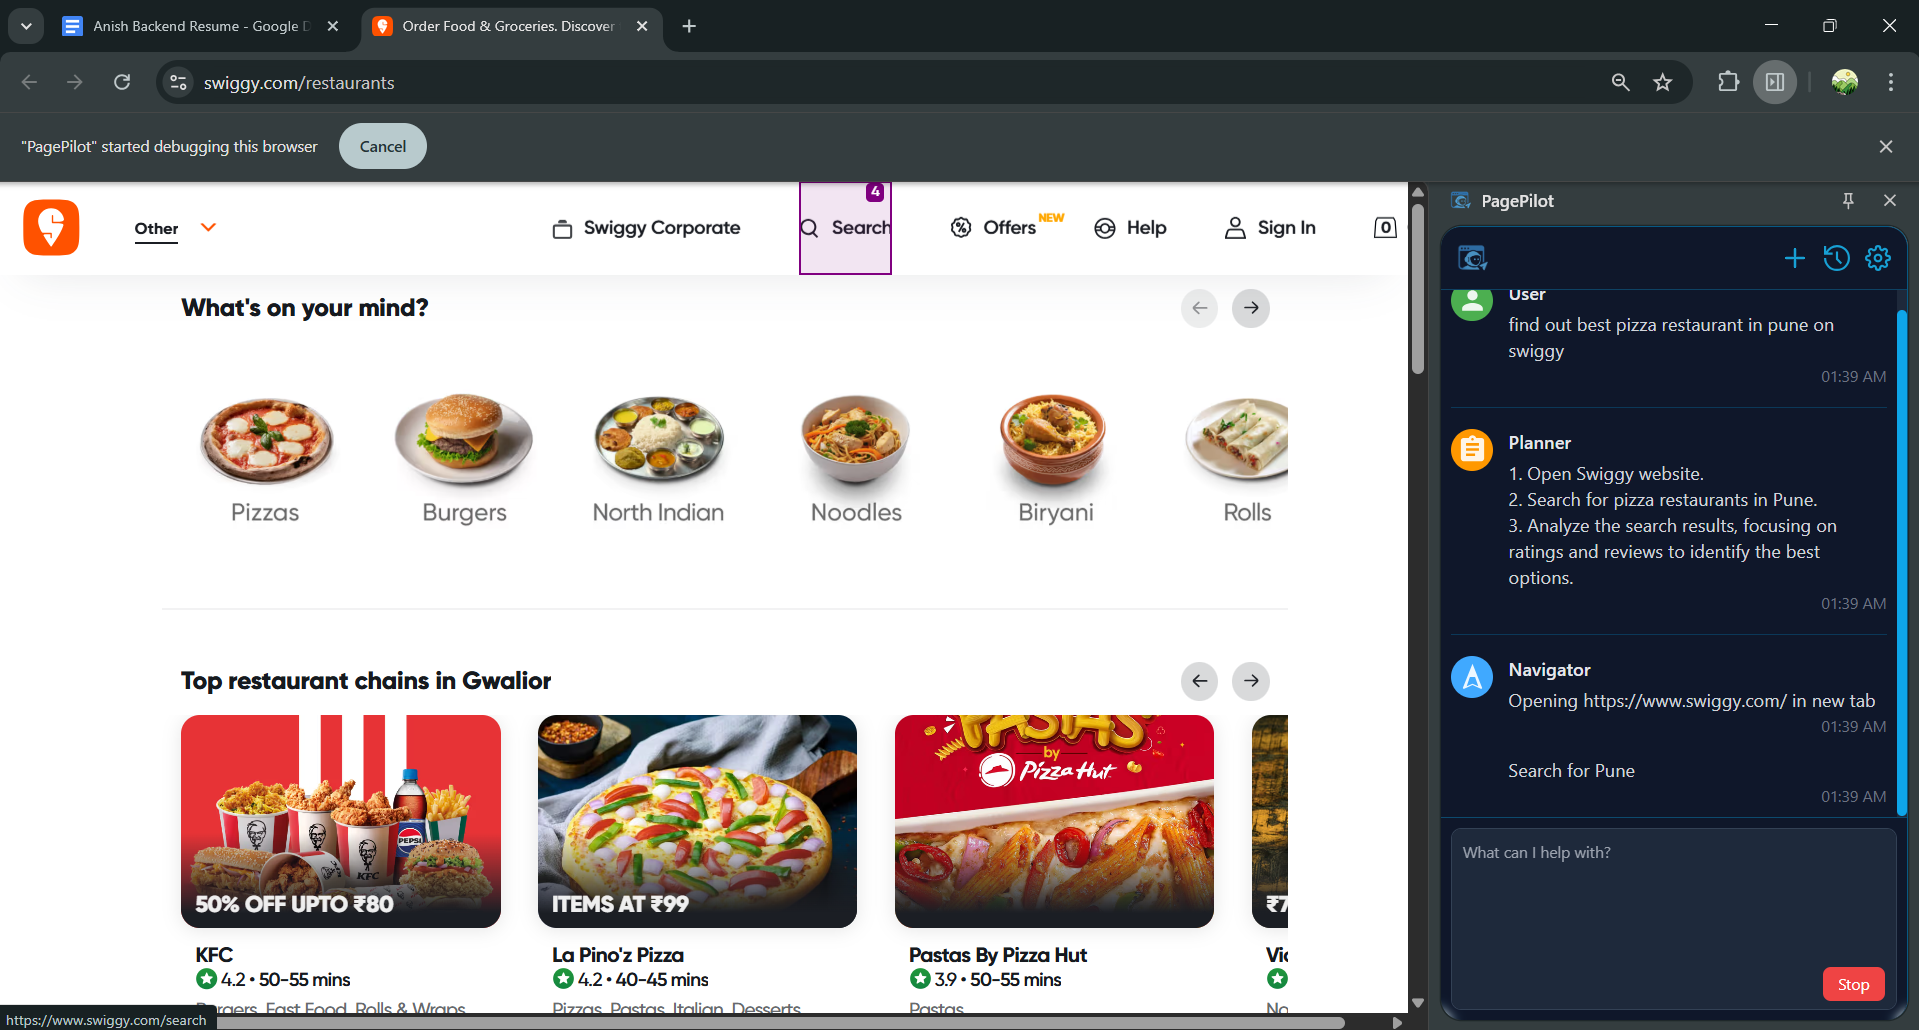 Anish Backend Resume - Google D
Order Food & Groceries. Discover
swiggy.com/restaurants
"PagePilot" started debugging this browser
Cancel
Other
Swiggy Corporate
4
Search
Offers
NEW
Help
Sign In
0
What's on your mind?
Pizzas
Burgers
North Indian
Noodles
Biryani
Rolls
Top restaurant chains in Gwalior
KFC
PEPSI
50% OFF UPTO ₹80
ITEMS AT ₹99
PASTAS
by
Pizza Hut
₹7
KFC
4.2 • 50-55 mins
Burgers, Fast Food, Rolls & Wraps
La Pino'z Pizza
4.2 • 40-45 mins
Pizzas, Pastas, Italian, Desserts
Pastas By Pizza Hut
3.9 • 50-55 mins
Pastas
Vic
No
https://www.swiggy.com/search
PagePilot
User
find out best pizza restaurant in pune on
swiggy
01:39 AM
Planner
1. Open Swiggy website.
2. Search for pizza restaurants in Pune.
3. Analyze the search results, focusing on
ratings and reviews to identify the best
options.
01:39 AM
Navigator
Opening https://www.swiggy.com/ in new tab
01:39 AM
Search for Pune
01:39 AM
What can I help with?
Stop